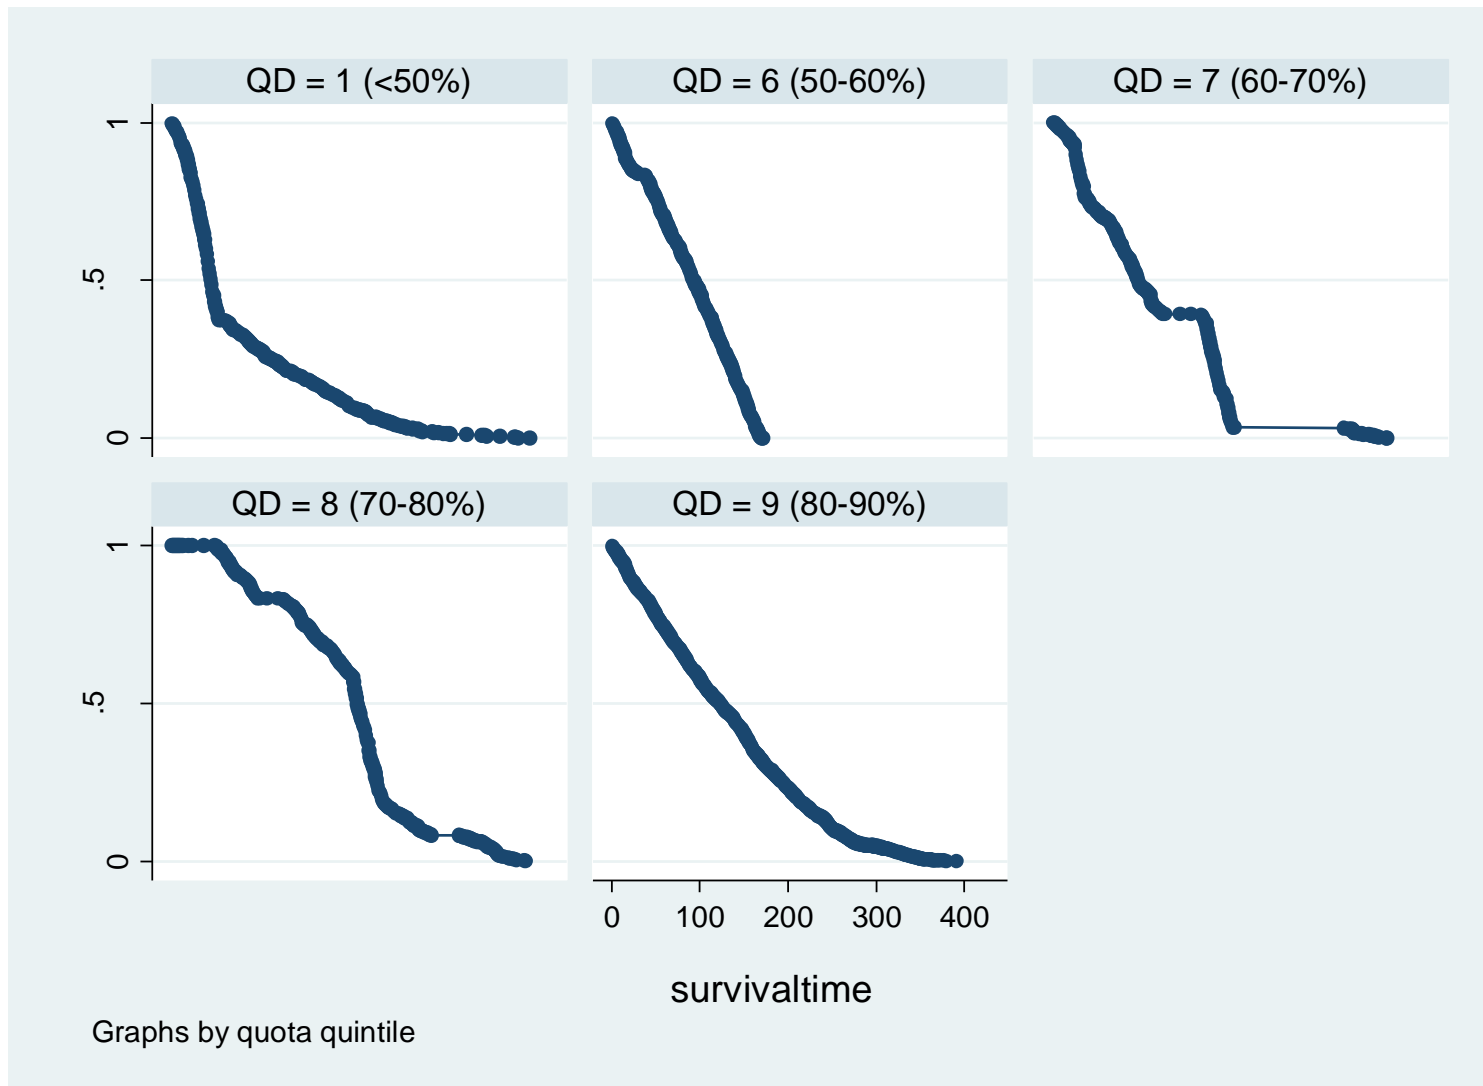 QD = 1 (<50%)
QD = 6 (50-60%)
QD = 7 (60-70%)
1
.5
0
QD = 8 (70-80%)
QD = 9 (80-90%)
1
.5
0
0 100 200 300 400
survivaltime
Graphs by quota quintile